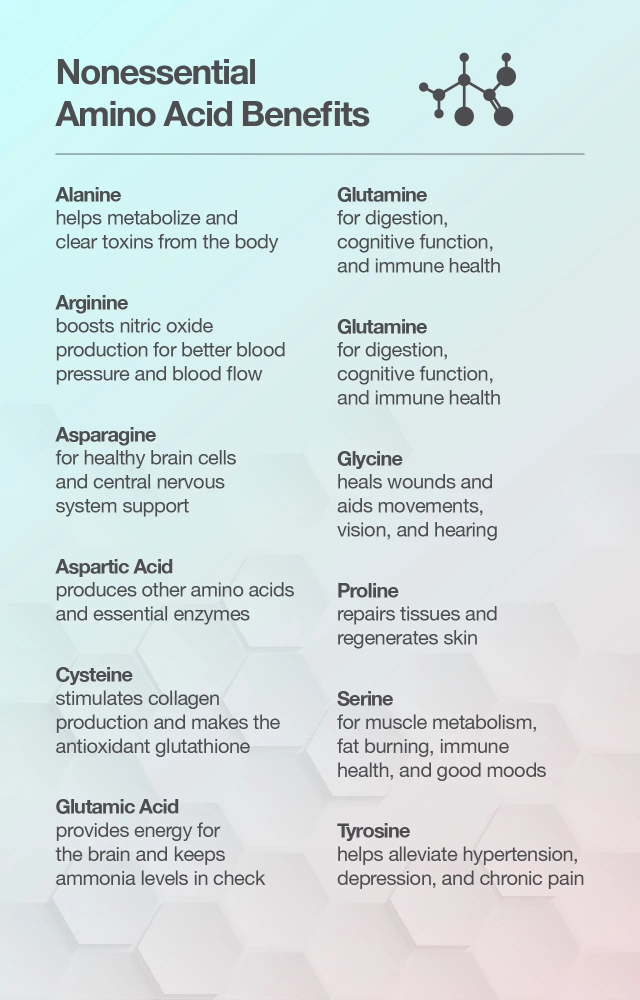 Nonessential
Amino Acid Benefits
Alanine
helps metabolize and
clear toxins from the body
Arginine
boosts nitric oxide
production for better blood
pressure and blood flow
Asparagine
for healthy brain cells
and central nervous
system support
Aspartic Acid
produces other amino acids
and essential enzymes
Cysteine
stimulates collagen
production and makes the
antioxidant glutathione
Glutamic Acid
provides energy for
the brain and keeps
ammonia levels in check
Glutamine
for digestion,
cognitive function,
and immune health
Glutamine
for digestion,
cognitive function,
and immune health
Glycine
heals wounds and
aids movements,
vision, and hearing
Proline
repairs tissues and
regenerates skin
Serine
for muscle metabolism,
fat burning, immune
health, and good moods
Tyrosine
helps alleviate hypertension,
depression, and chronic pain